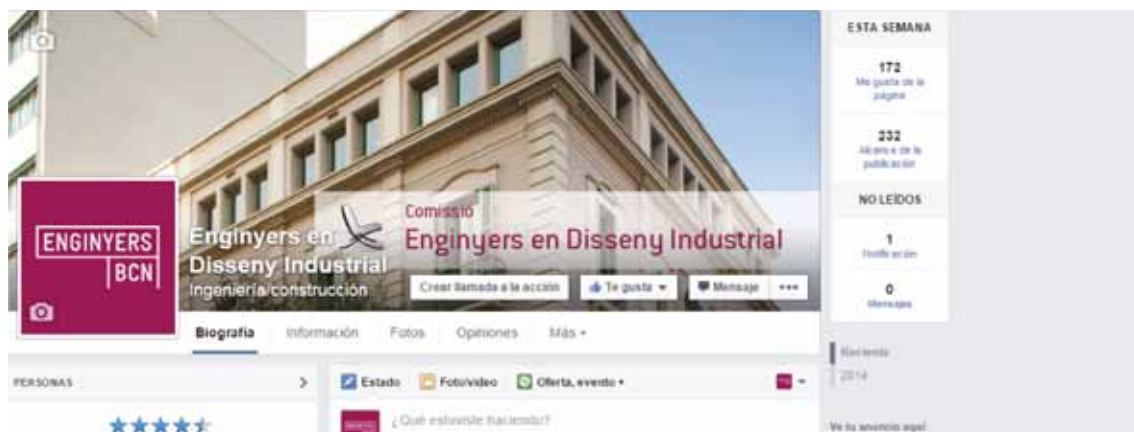 ESTA SEMANA
172
Me gusta de la
página
232
Alcance de la
publicación
NO LEÍDOS
1
Notificación
0
Mensajes
Reciente
2014
Ve tu anuncio aquí.
ENGINYERS
BCN
Enginyers en
Disseny Industrial
Ingeniería/construcción
Comissió
Enginyers en Disseny Industrial
Crear llamada a la acción
Te gusta
Mensaje
Biografía
Información
Fotos
Opiniones
Más
PERSONAS
Estado
Foto/vídeo
Oferta, evento
¿Qué estuviste haciendo?